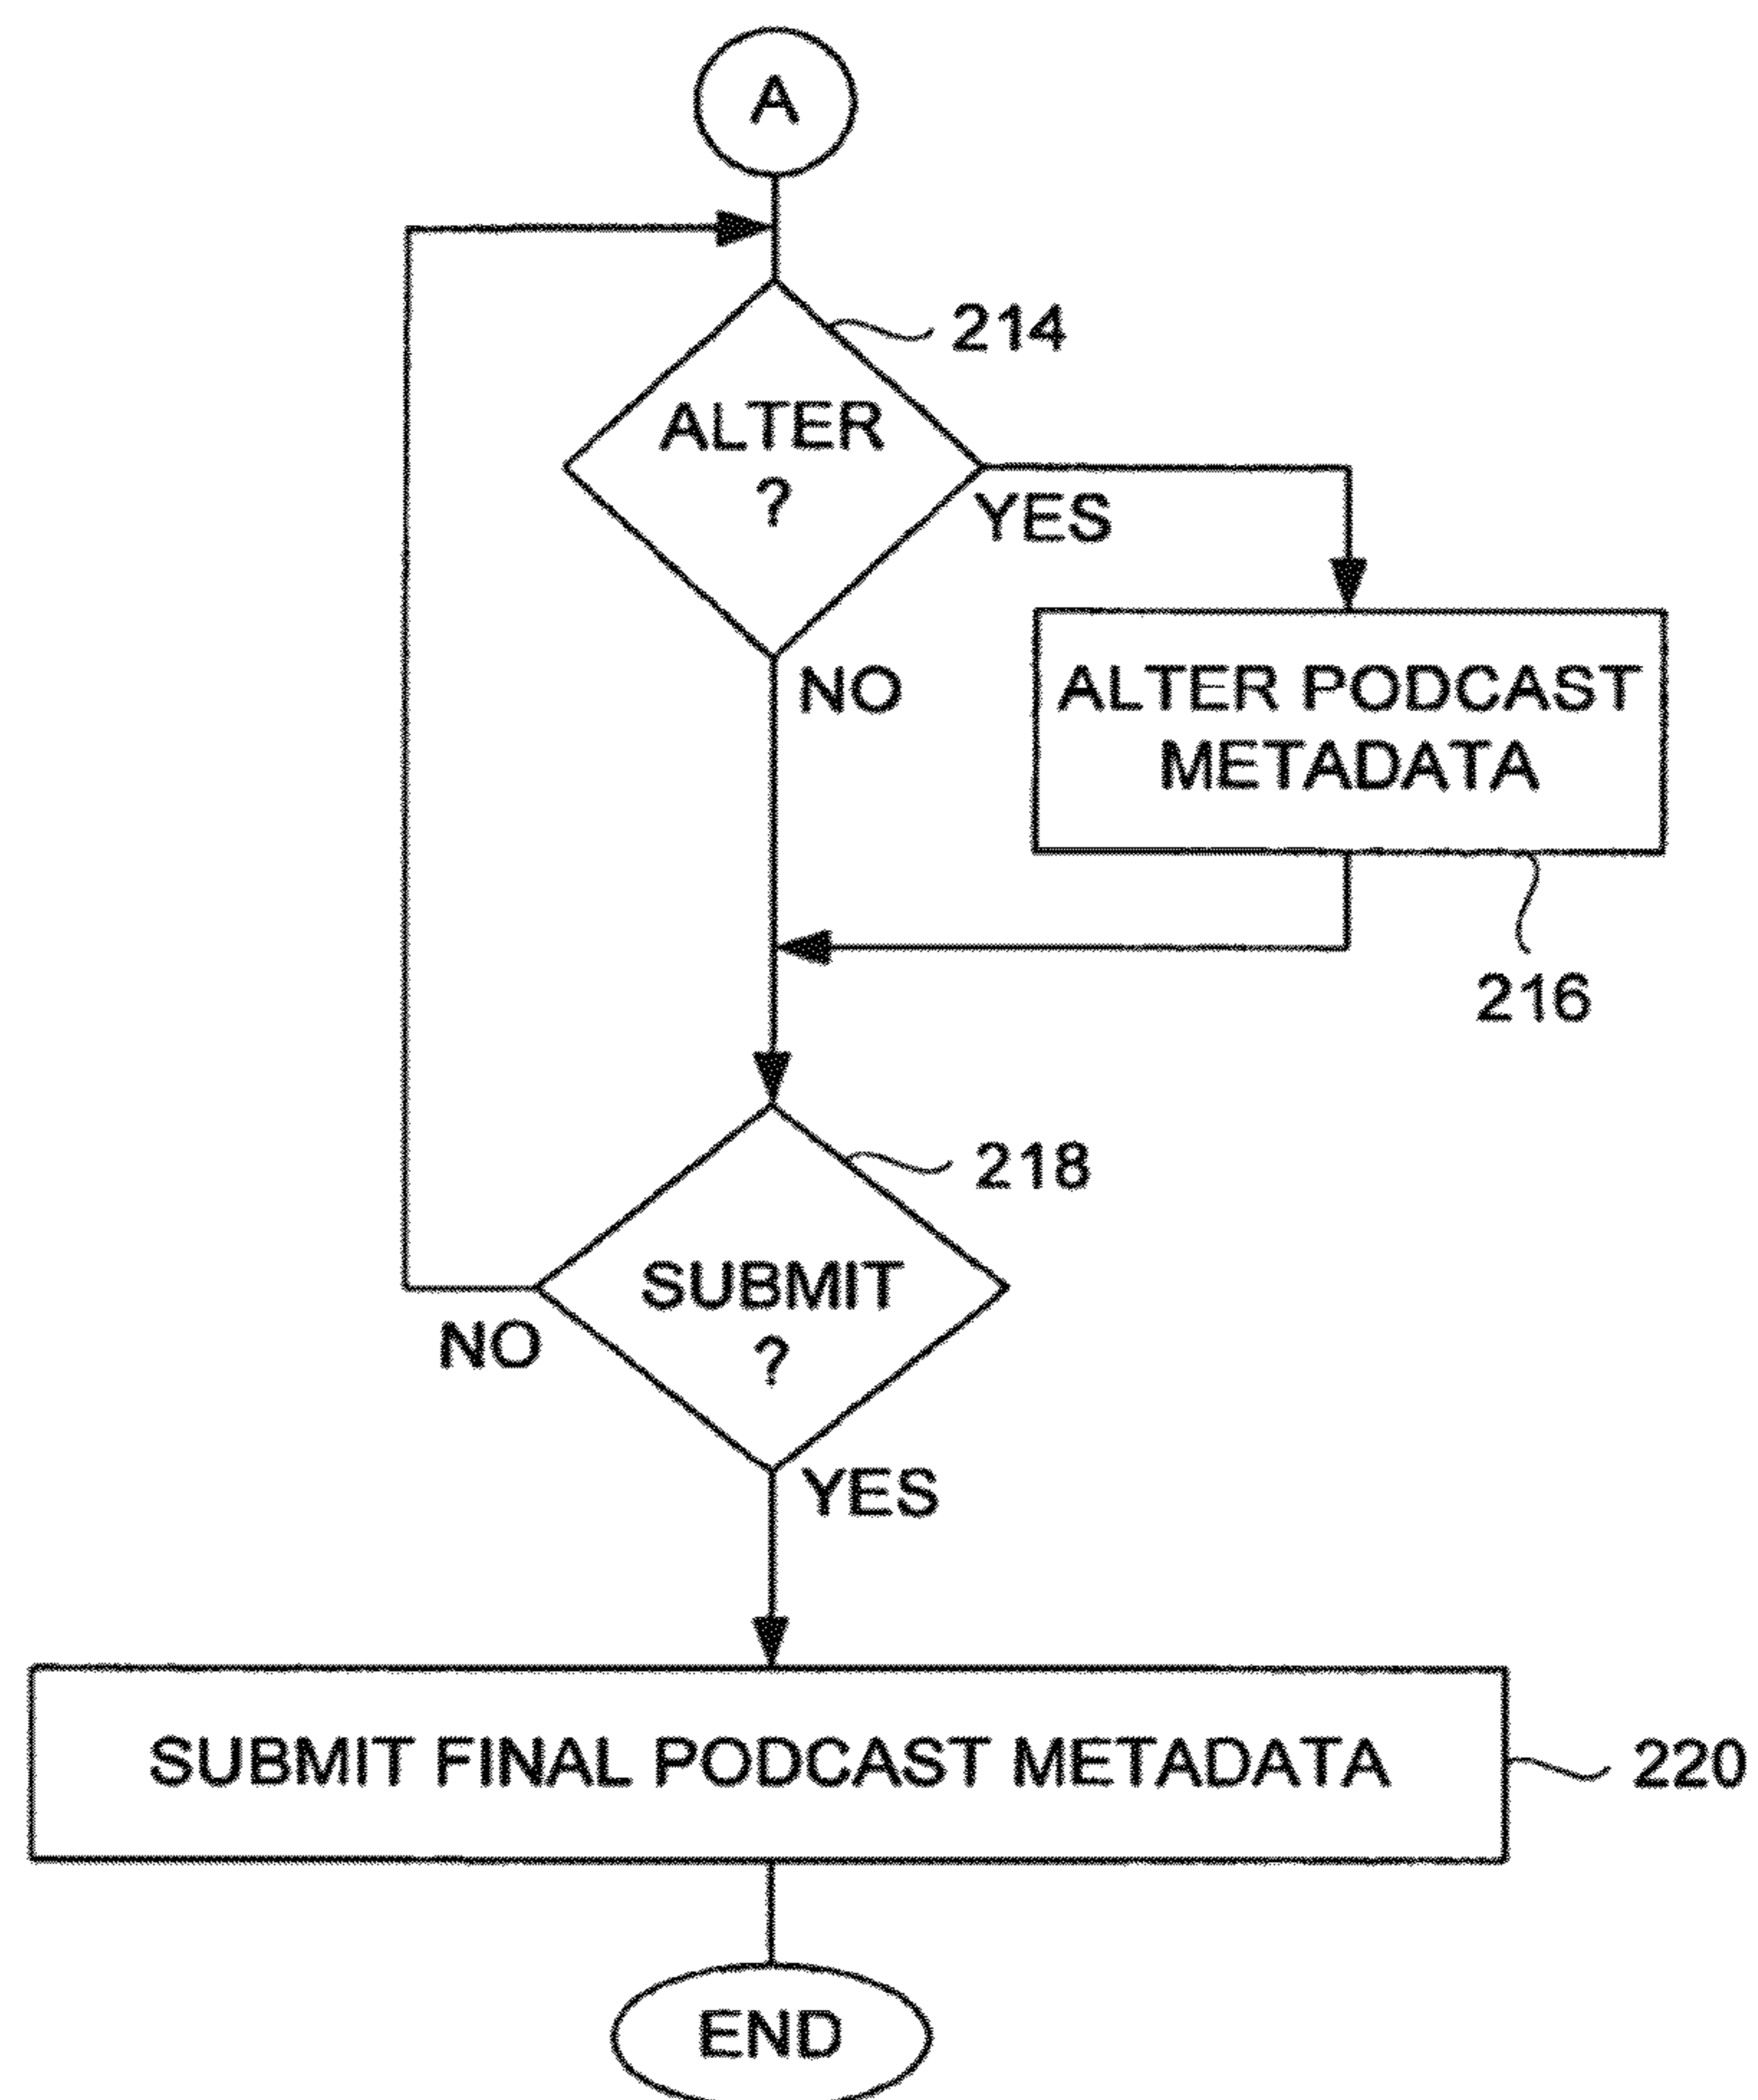 A
214
ALTER
?
YES
NO
ALTER PODCAST
METADATA
216
218
SUBMIT
?
NO
YES
SUBMIT FINAL PODCAST METADATA
220
END